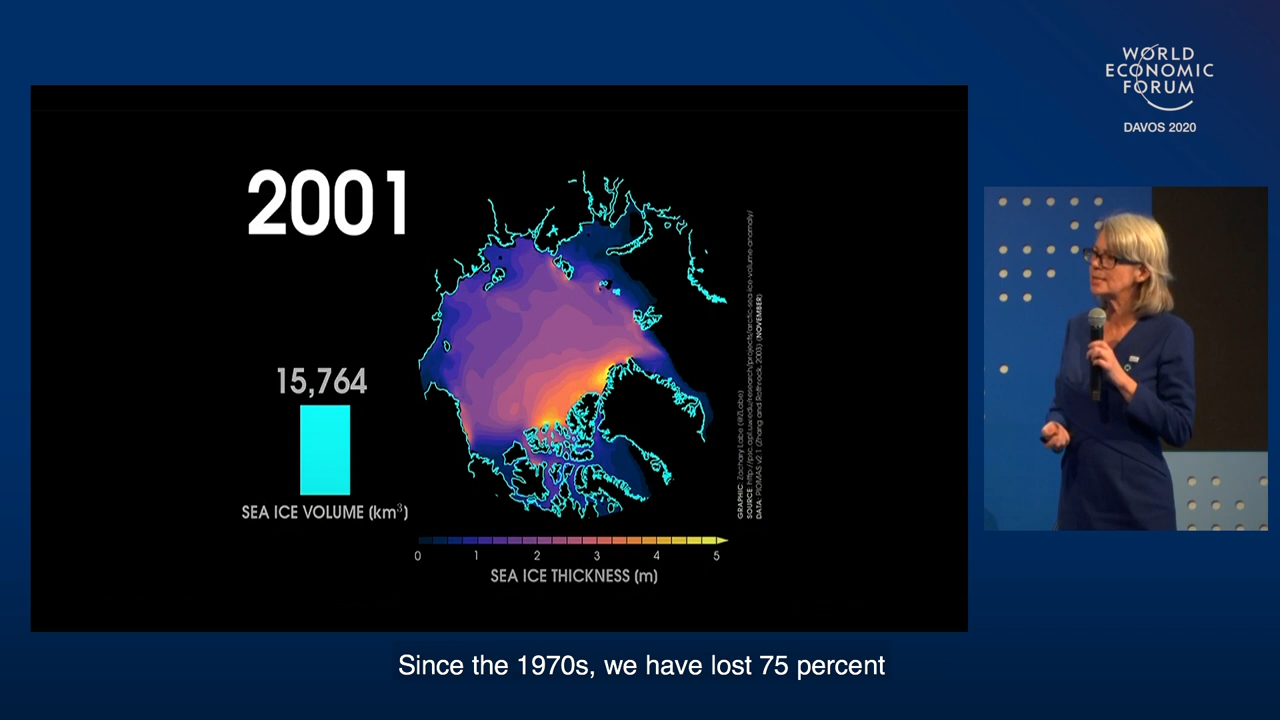 WORLD
ECONOMIC
FORUM
DAVOS 2020
2001
15,764
SEA ICE VOLUME (km³)
0 1 2 3 4 5
SEA ICE THICKNESS (m)
GRAPHIC: Zachary Labe (@ZLabe)
SOURCE: http://psc.apl.uw.edu/research/projects/arctic-sea-ice-volume-anomaly/
DATA: PIOMAS v2.1 (Zhang and Rothrock, 2003) (NOVEMBER)
Since the 1970s, we have lost 75 percent